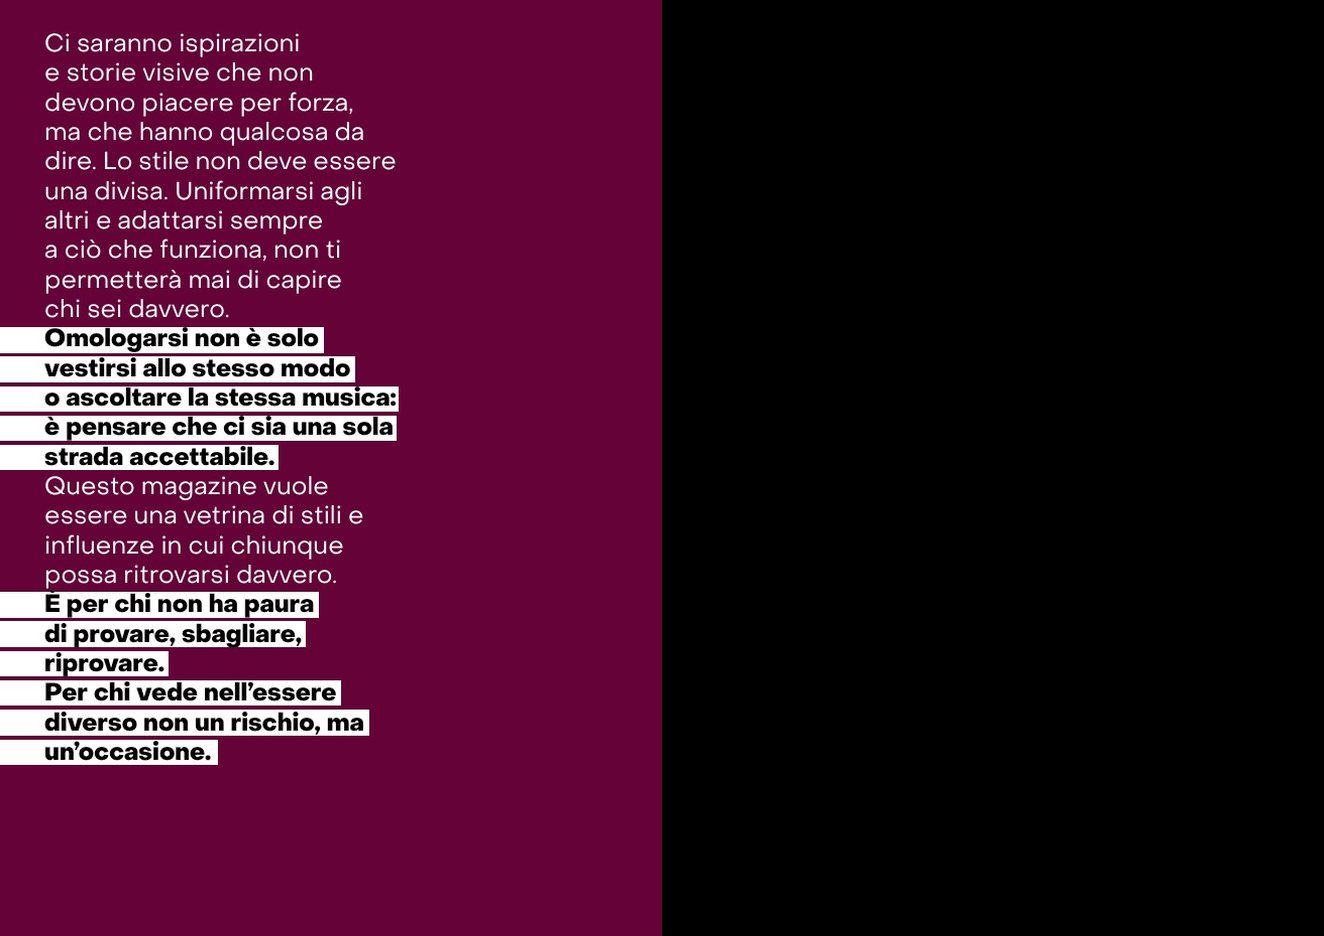 Ci saranno ispirazioni
e storie visive che non
devono piacere per forza,
ma che hanno qualcosa da
dire. Lo stile non deve essere
una divisa. Uniformarsi agli
altri e adattarsi sempre
a ciò che funziona, non ti
permetterà mai di capire
chi sei davvero.
Omologarsi non è solo
vestirsi allo stesso modo
o ascoltare la stessa musica:
è pensare che ci sia una sola
strada accettabile.
Questo magazine vuole
essere una vetrina di stili e
influenze in cui chiunque
possa ritrovarsi davvero.
È per chi non ha paura
di provare, sbagliare,
riprovare.
Per chi vede nell’essere
diverso non un rischio, ma
un’occasione.